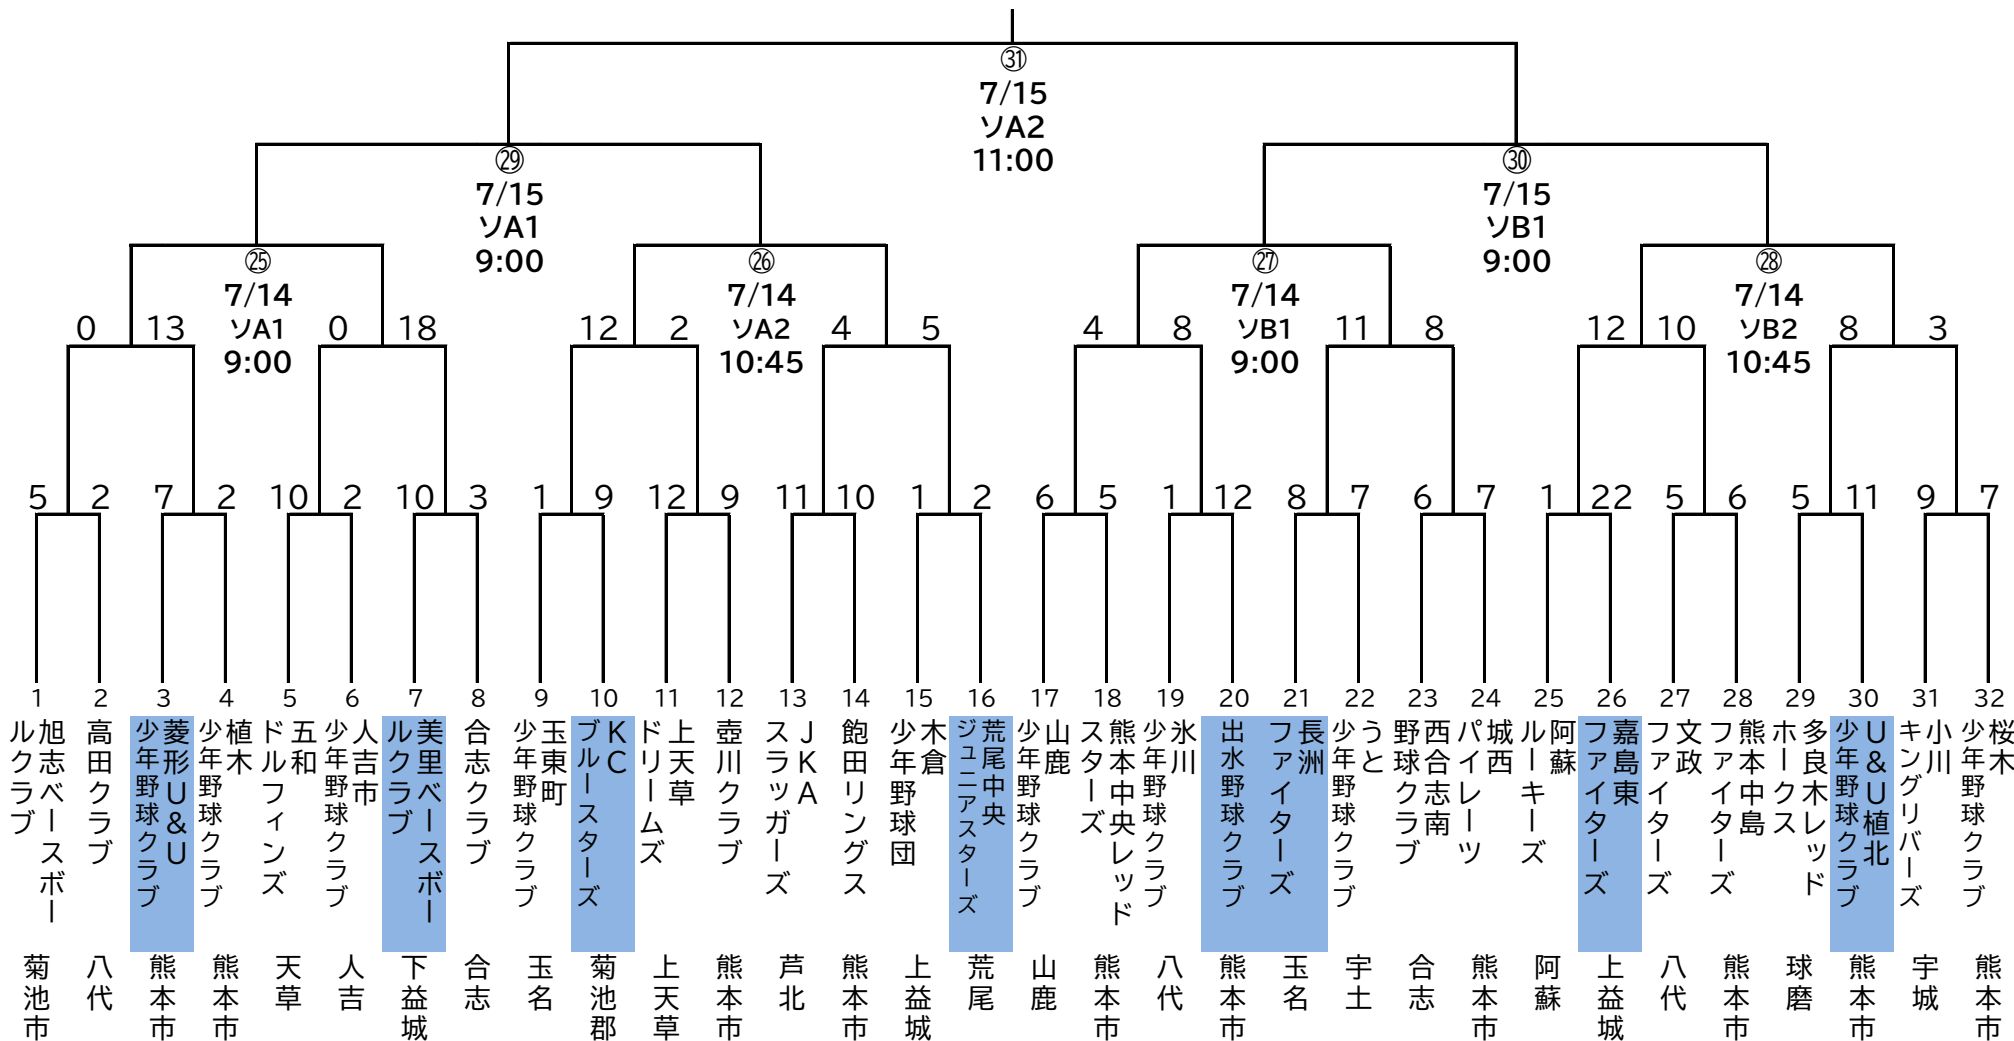 ㉛
7/15
ソA2
11:00
㉙
7/15
ソA1
9:00
㉚
7/15
ソB1
9:00
㉕
7/14
ソA1
9:00
㉖
7/14
ソA2
10:45
㉗
7/14
ソB1
9:00
㉘
7/14
ソB2
10:45
0 13 0 18 12 2 4 5 4 8 11 8 12 10 8 3
5 2 7 2 10 2 10 3 1 9 12 9 11 10 1 2 6 5 1 12 8 7 6 7 1 22 5 6 5 11 9 7
1 2 3 4 5 6 7 8 9 10 11 12 13 14 15 16 17 18 19 20 21 22 23 24 25 26 27 28 29 30 31 32
旭志ベースボー
ルクラブ
高田クラブ
菱形U&U
少年野球クラブ
植木
少年野球クラブ
五和
ドルフィンズ
人吉市
少年野球クラブ
美里ベースボー
ルクラブ
合志クラブ
玉東町
少年野球クラブ
KC
ブルースターズ
上天草
ドリームズ
壺川クラブ
JKA
スラッガーズ
飽田リングス
木倉
少年野球団
荒尾中央
ジュニアスターズ
山鹿
少年野球クラブ
熊本中央レッド
スターズ
氷川
少年野球クラブ
出水野球クラブ
長洲
ファイターズ
うと
少年野球クラブ
西合志南
野球クラブ
城西
パイレーツ
阿蘇
ルーキーズ
嘉島東
ファイターズ
文政
ファイターズ
熊本中島
ファイターズ
多良木レッド
ホークス
U&U植北
少年野球クラブ
小川
キングリバーズ
桜木
少年野球クラブ
菊池市
八代
熊本市
熊本市
天草
人吉
下益城
合志
玉名
菊池郡
上天草
熊本市
芦北
熊本市
上益城
荒尾
山鹿
熊本市
八代
熊本市
玉名
宇土
合志
熊本市
阿蘇
上益城
八代
熊本市
球磨
熊本市
宇城
熊本市